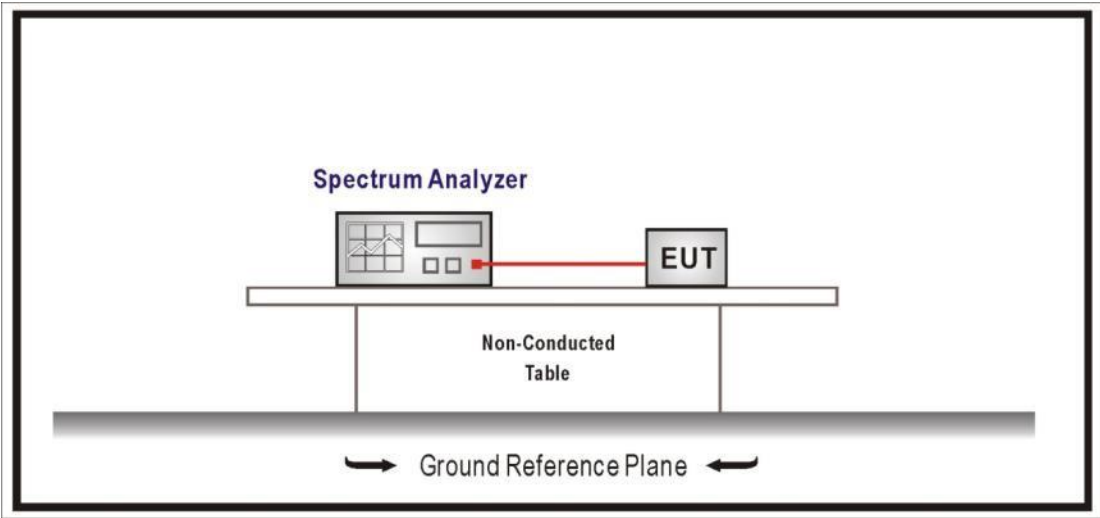 Spectrum Analyzer
EUT
Non-Conducted
Table
Ground Reference Plane